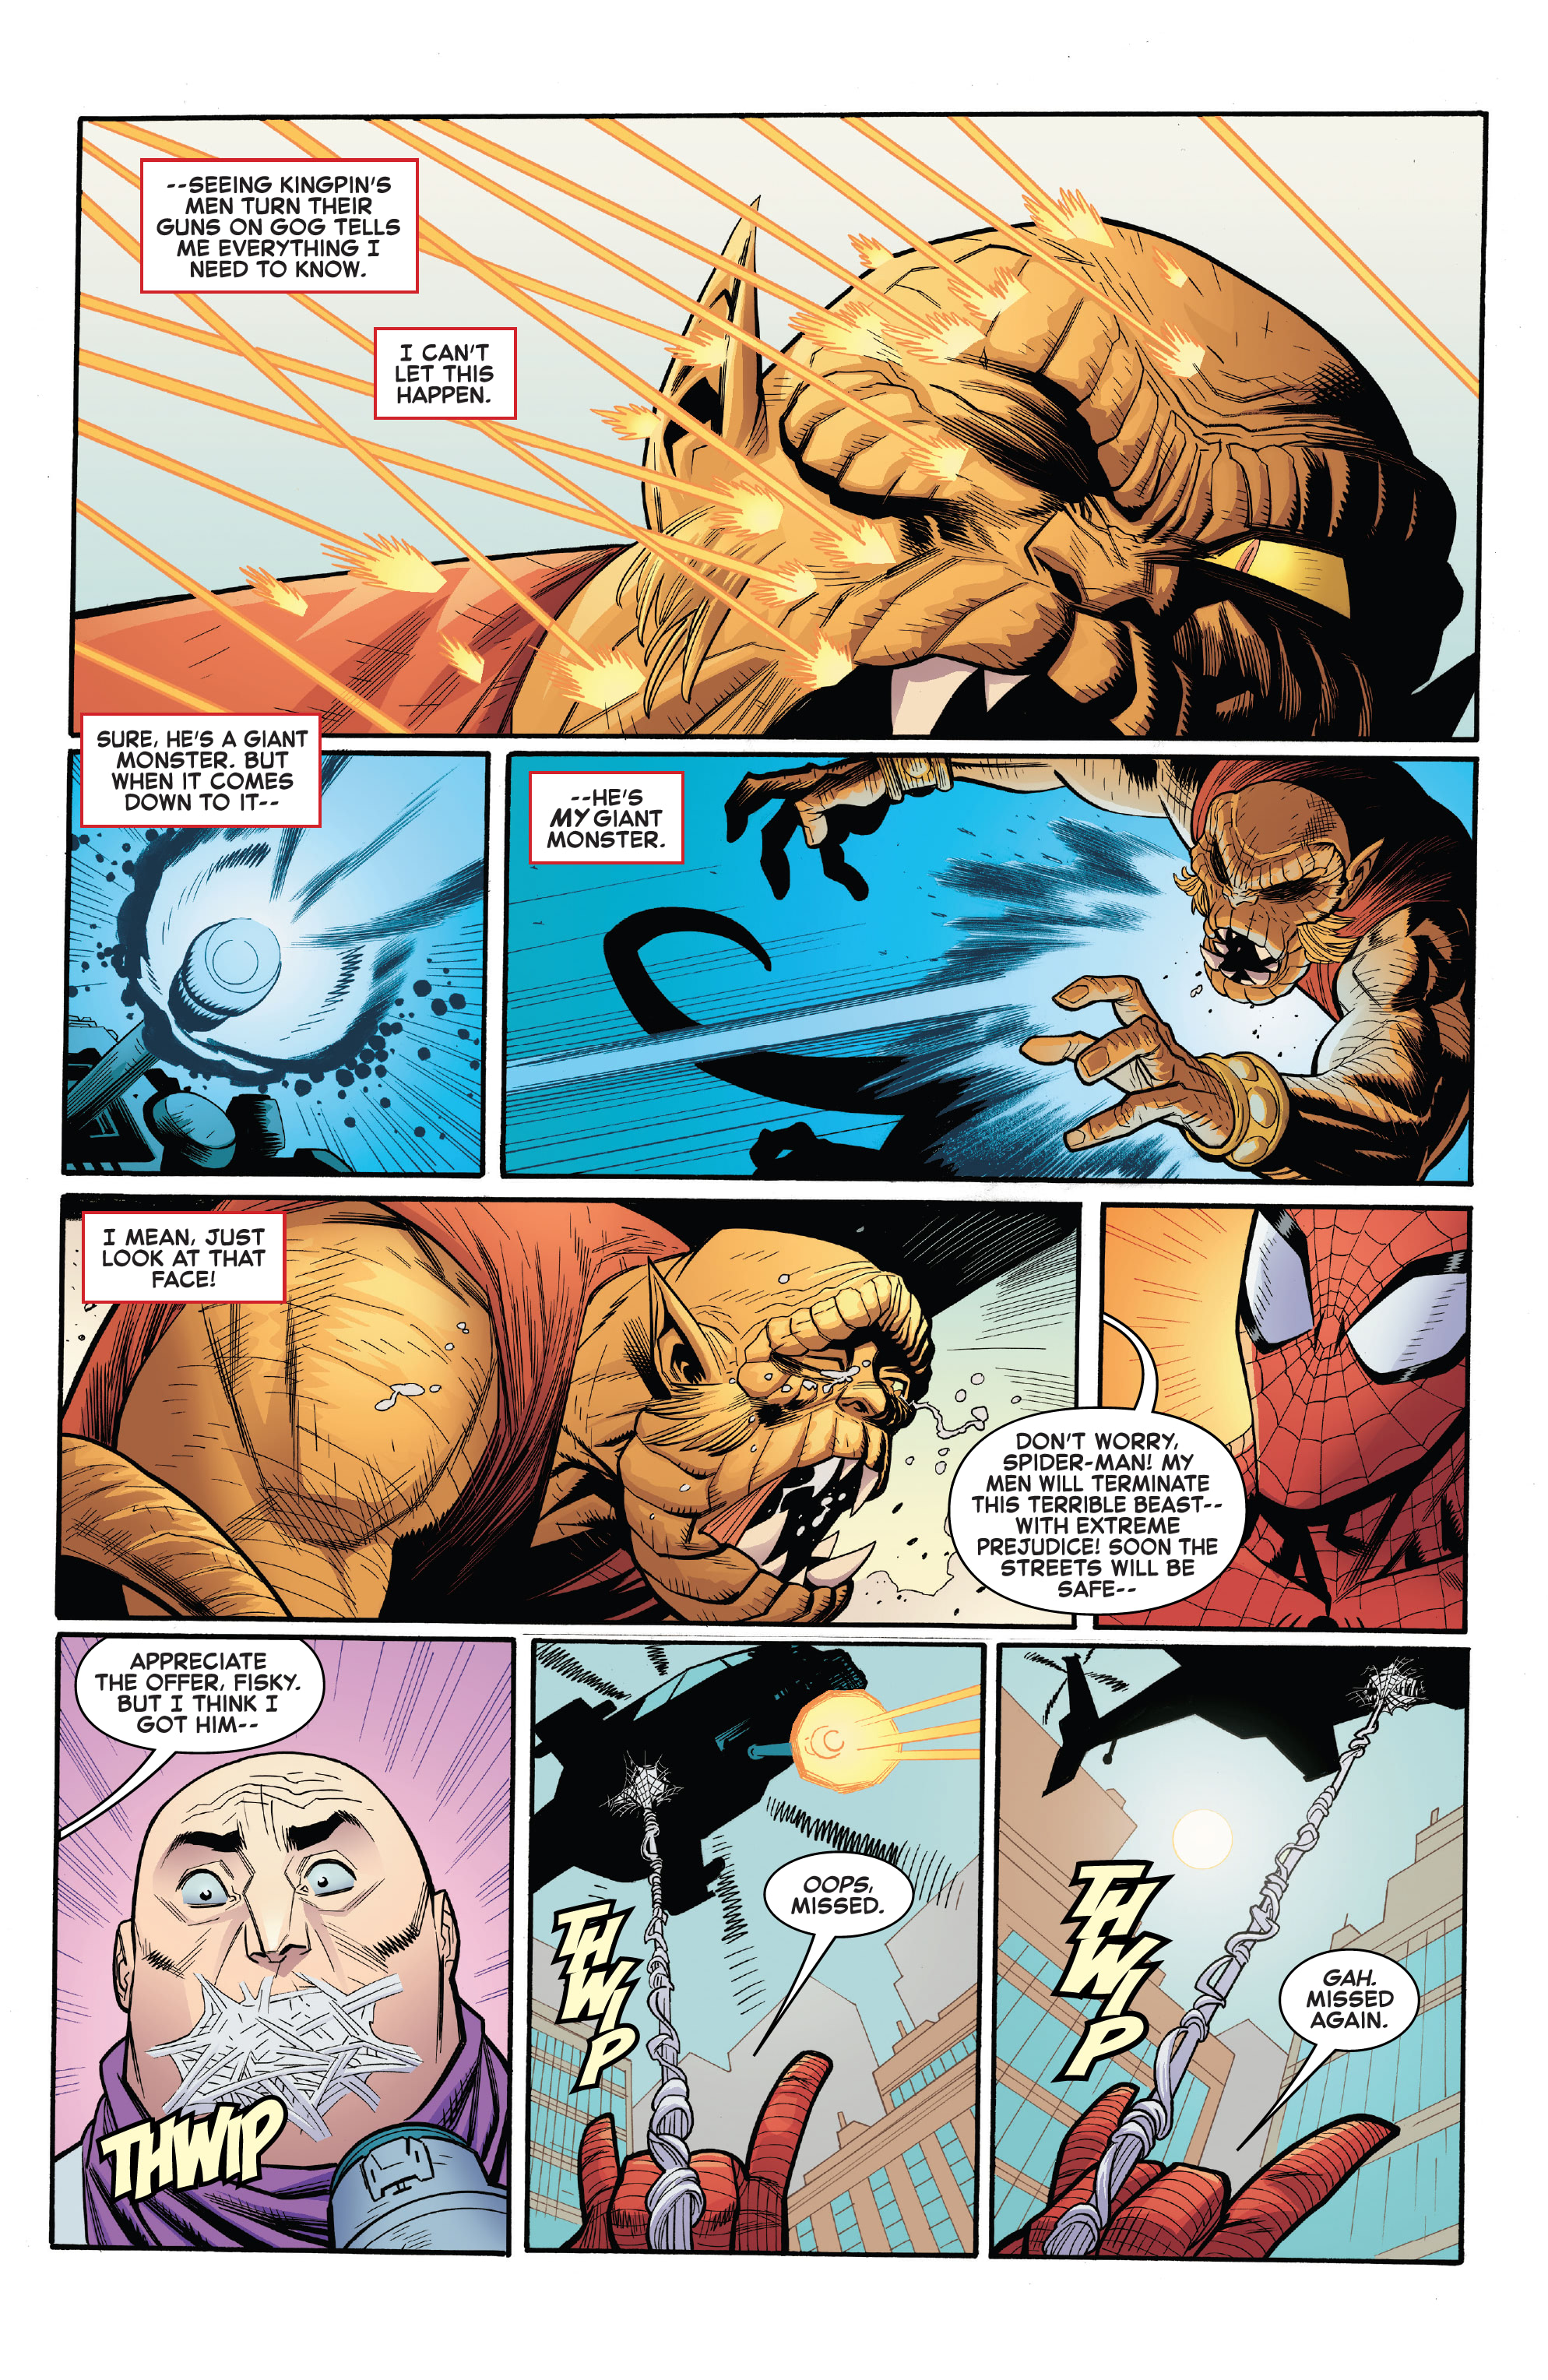 --SEEING KINGPIN'S
MEN TURN THEIR
GUNS ON GOG TELLS
ME EVERYTHING I
NEED TO KNOW.
I CAN'T
LET THIS
HAPPEN.
SURE, HE'S A GIANT
MONSTER. BUT
WHEN IT COMES
DOWN TO IT--
--HE'S
MY GIANT
MONSTER.
I MEAN, JUST
LOOK AT THAT
FACE!
DON'T WORRY,
SPIDER-MAN! MY
MEN WILL TERMINATE
THIS TERRIBLE BEAST--
WITH EXTREME
PREJUDICE! SOON THE
STREETS WILL BE
SAFE--
APPRECIATE
THE OFFER, FISKY.
BUT I THINK I
GOT HIM--
THWIP
THWIP
OOPS,
MISSED.
THWIP
GAH.
MISSED
AGAIN.